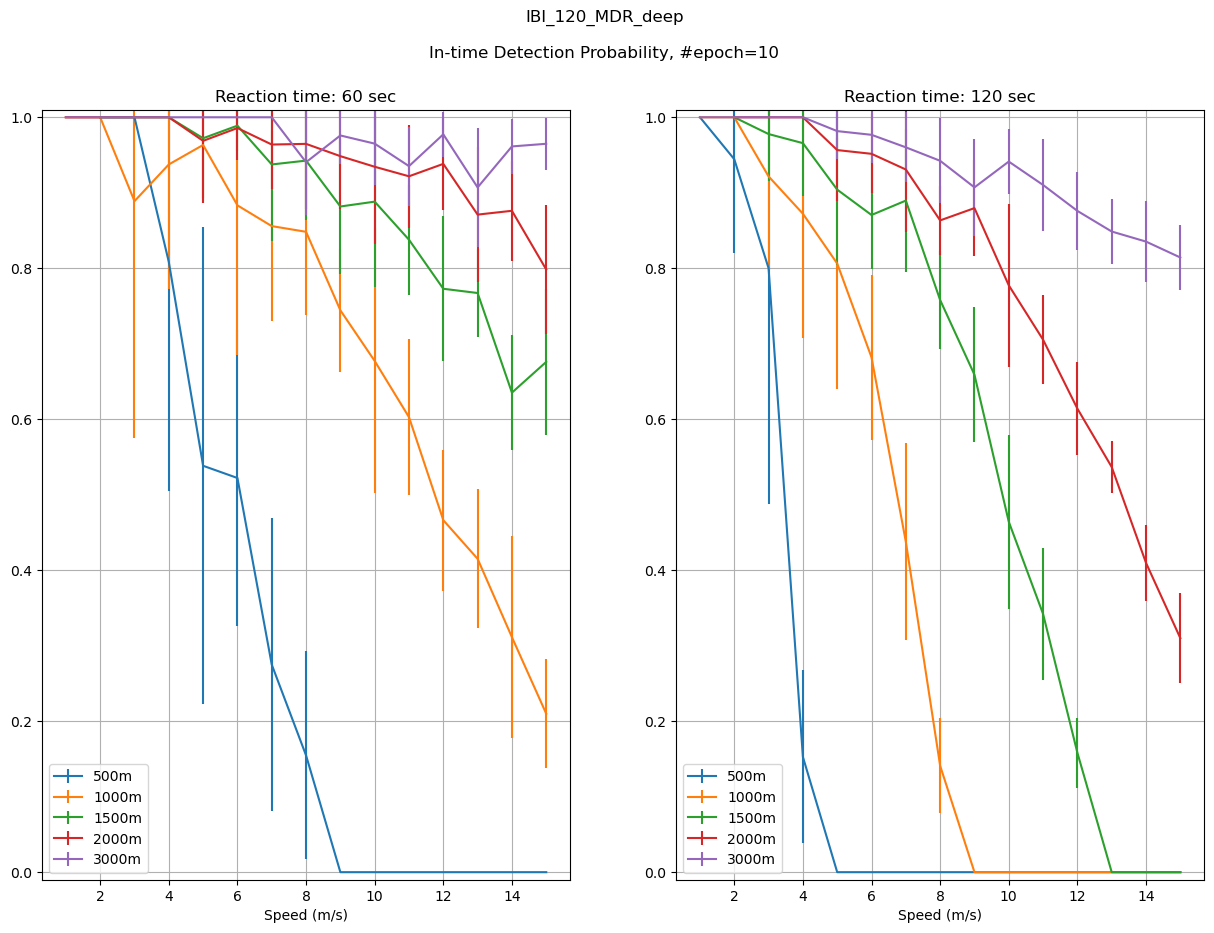 IBI_120_MDR_deep
In-time Detection Probability, #epoch=10
Reaction time: 60 sec
1.0
0.8
0.6
0.4
0.2
0.0
500m
1000m
1500m
2000m
3000m
2 4 6 8 10 12 14
Speed (m/s)
Reaction time: 120 sec
1.0
0.8
0.6
0.4
0.2
0.0
500m
1000m
1500m
2000m
3000m
2 4 6 8 10 12 14
Speed (m/s)